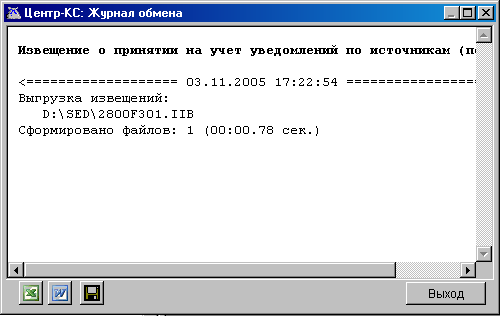 Центр-КС: Журнал обмена
Извещение о принятии на учет уведомлений по источникам
<=================== 03.11.2005 17:22:54 =================
Выгрузка извещений:
D:\SED\2800F301.IIB
Сформировано файлов: 1 (00:00.78 сек.)
Выход